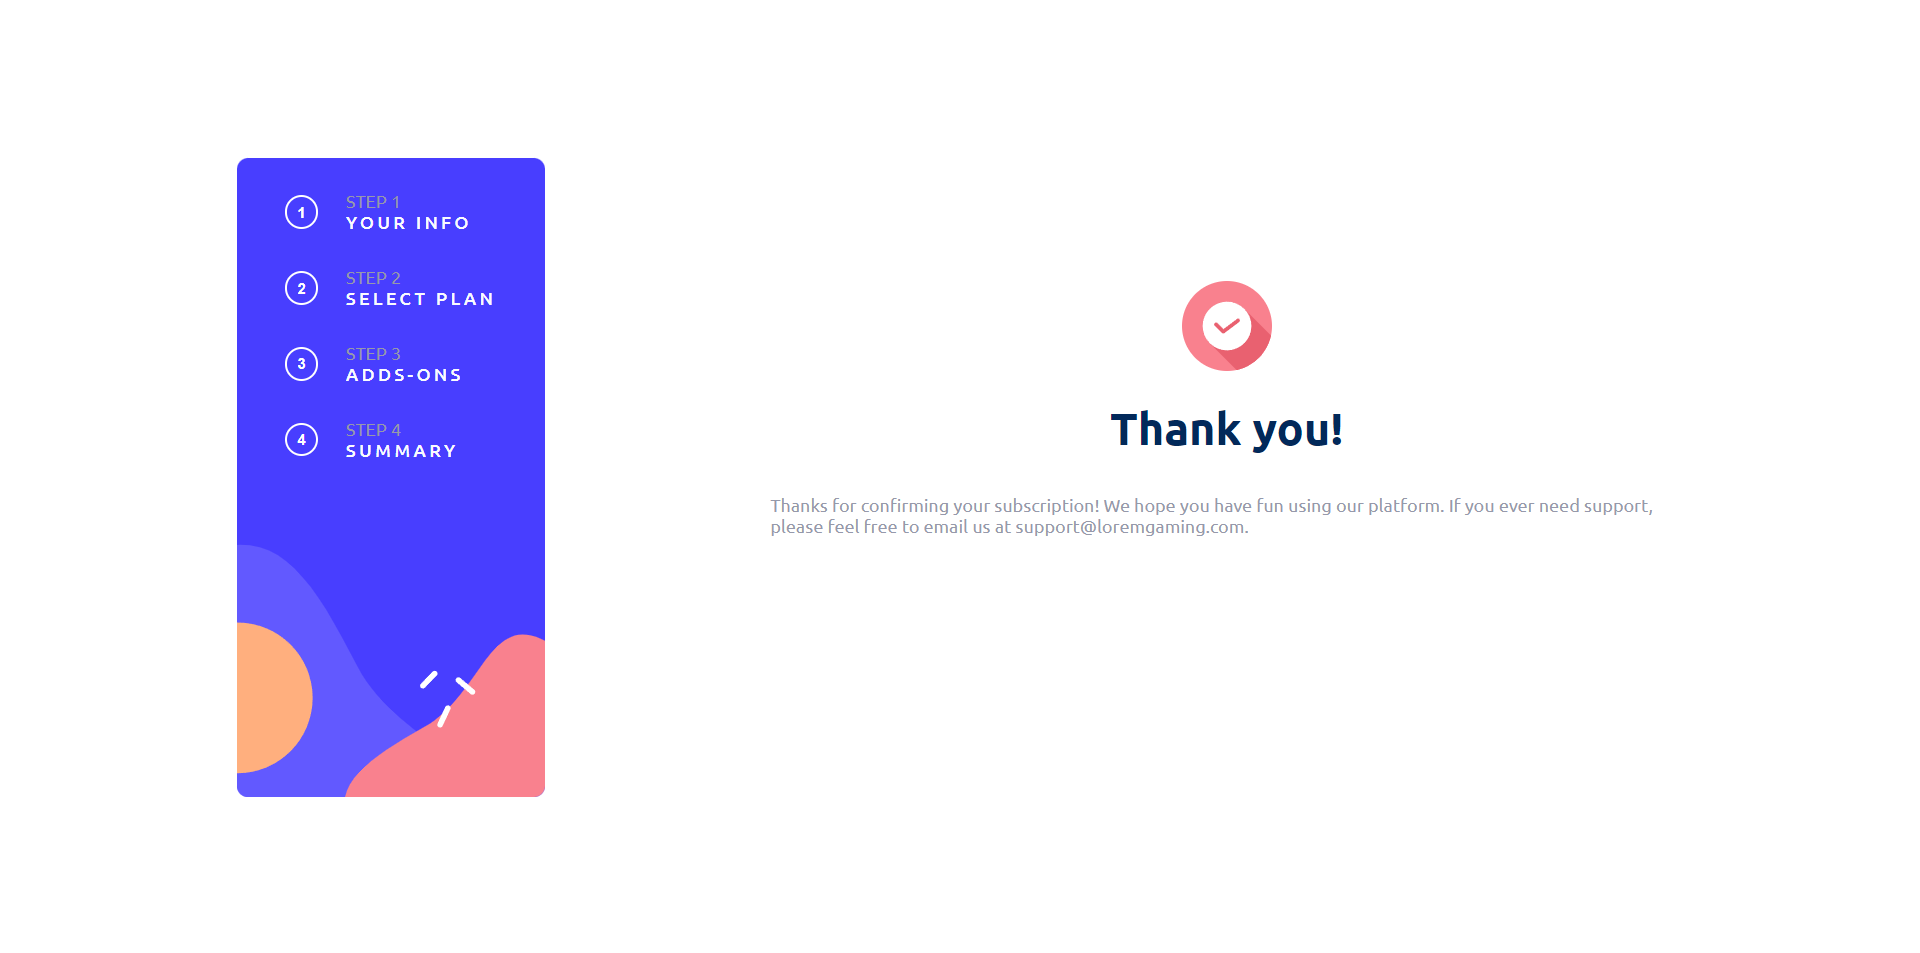 1
STEP 1
YOUR INFO
2
STEP 2
SELECT PLAN
3
STEP 3
ADDS-ONS
4
STEP 4
SUMMARY
Thank you!
Thanks for confirming your subscription! We hope you have fun using our platform. If you ever need support,
please feel free to email us at support@loremgaming.com.